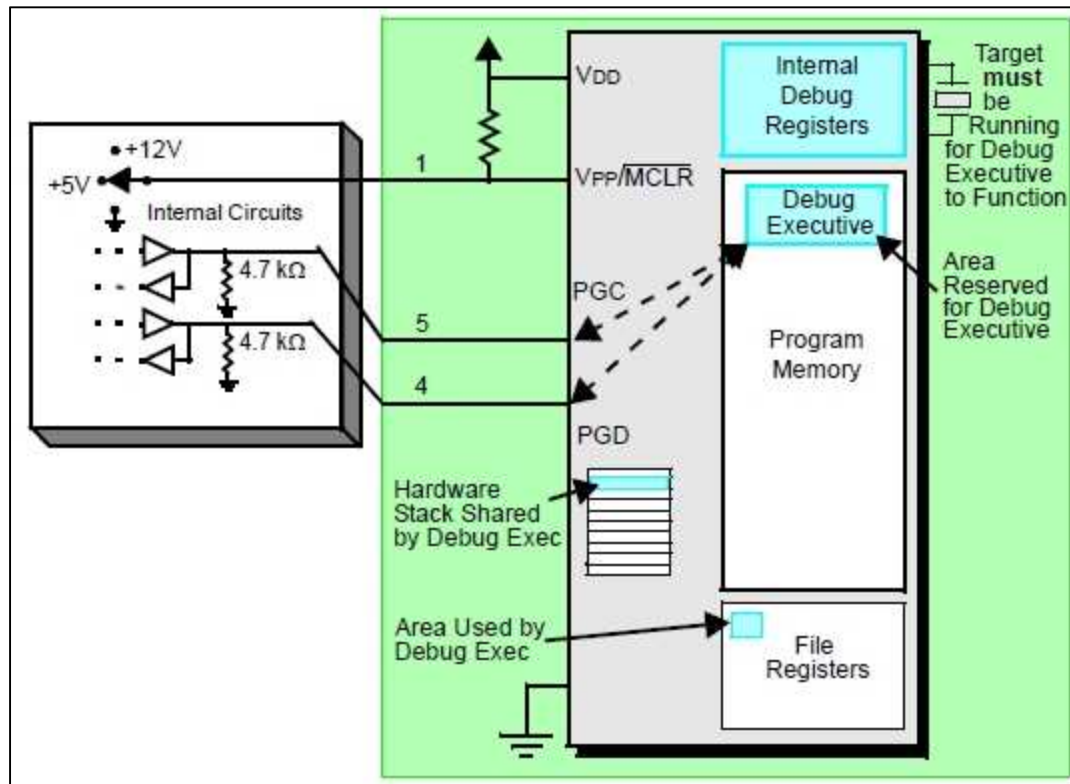 +12V
+5V
Internal Circuits
4.7 kΩ
4.7 kΩ
1
5
4
VDD
VPP/MCLR
PGC
PGD
Internal
Debug
Registers
Target
must
be
Running
for Debug
Executive
to Function
Debug
Executive
Area
Reserved
for Debug
Executive
Program
Memory
Hardware
Stack Shared
by Debug Exec
Area Used by
Debug Exec
File
Registers